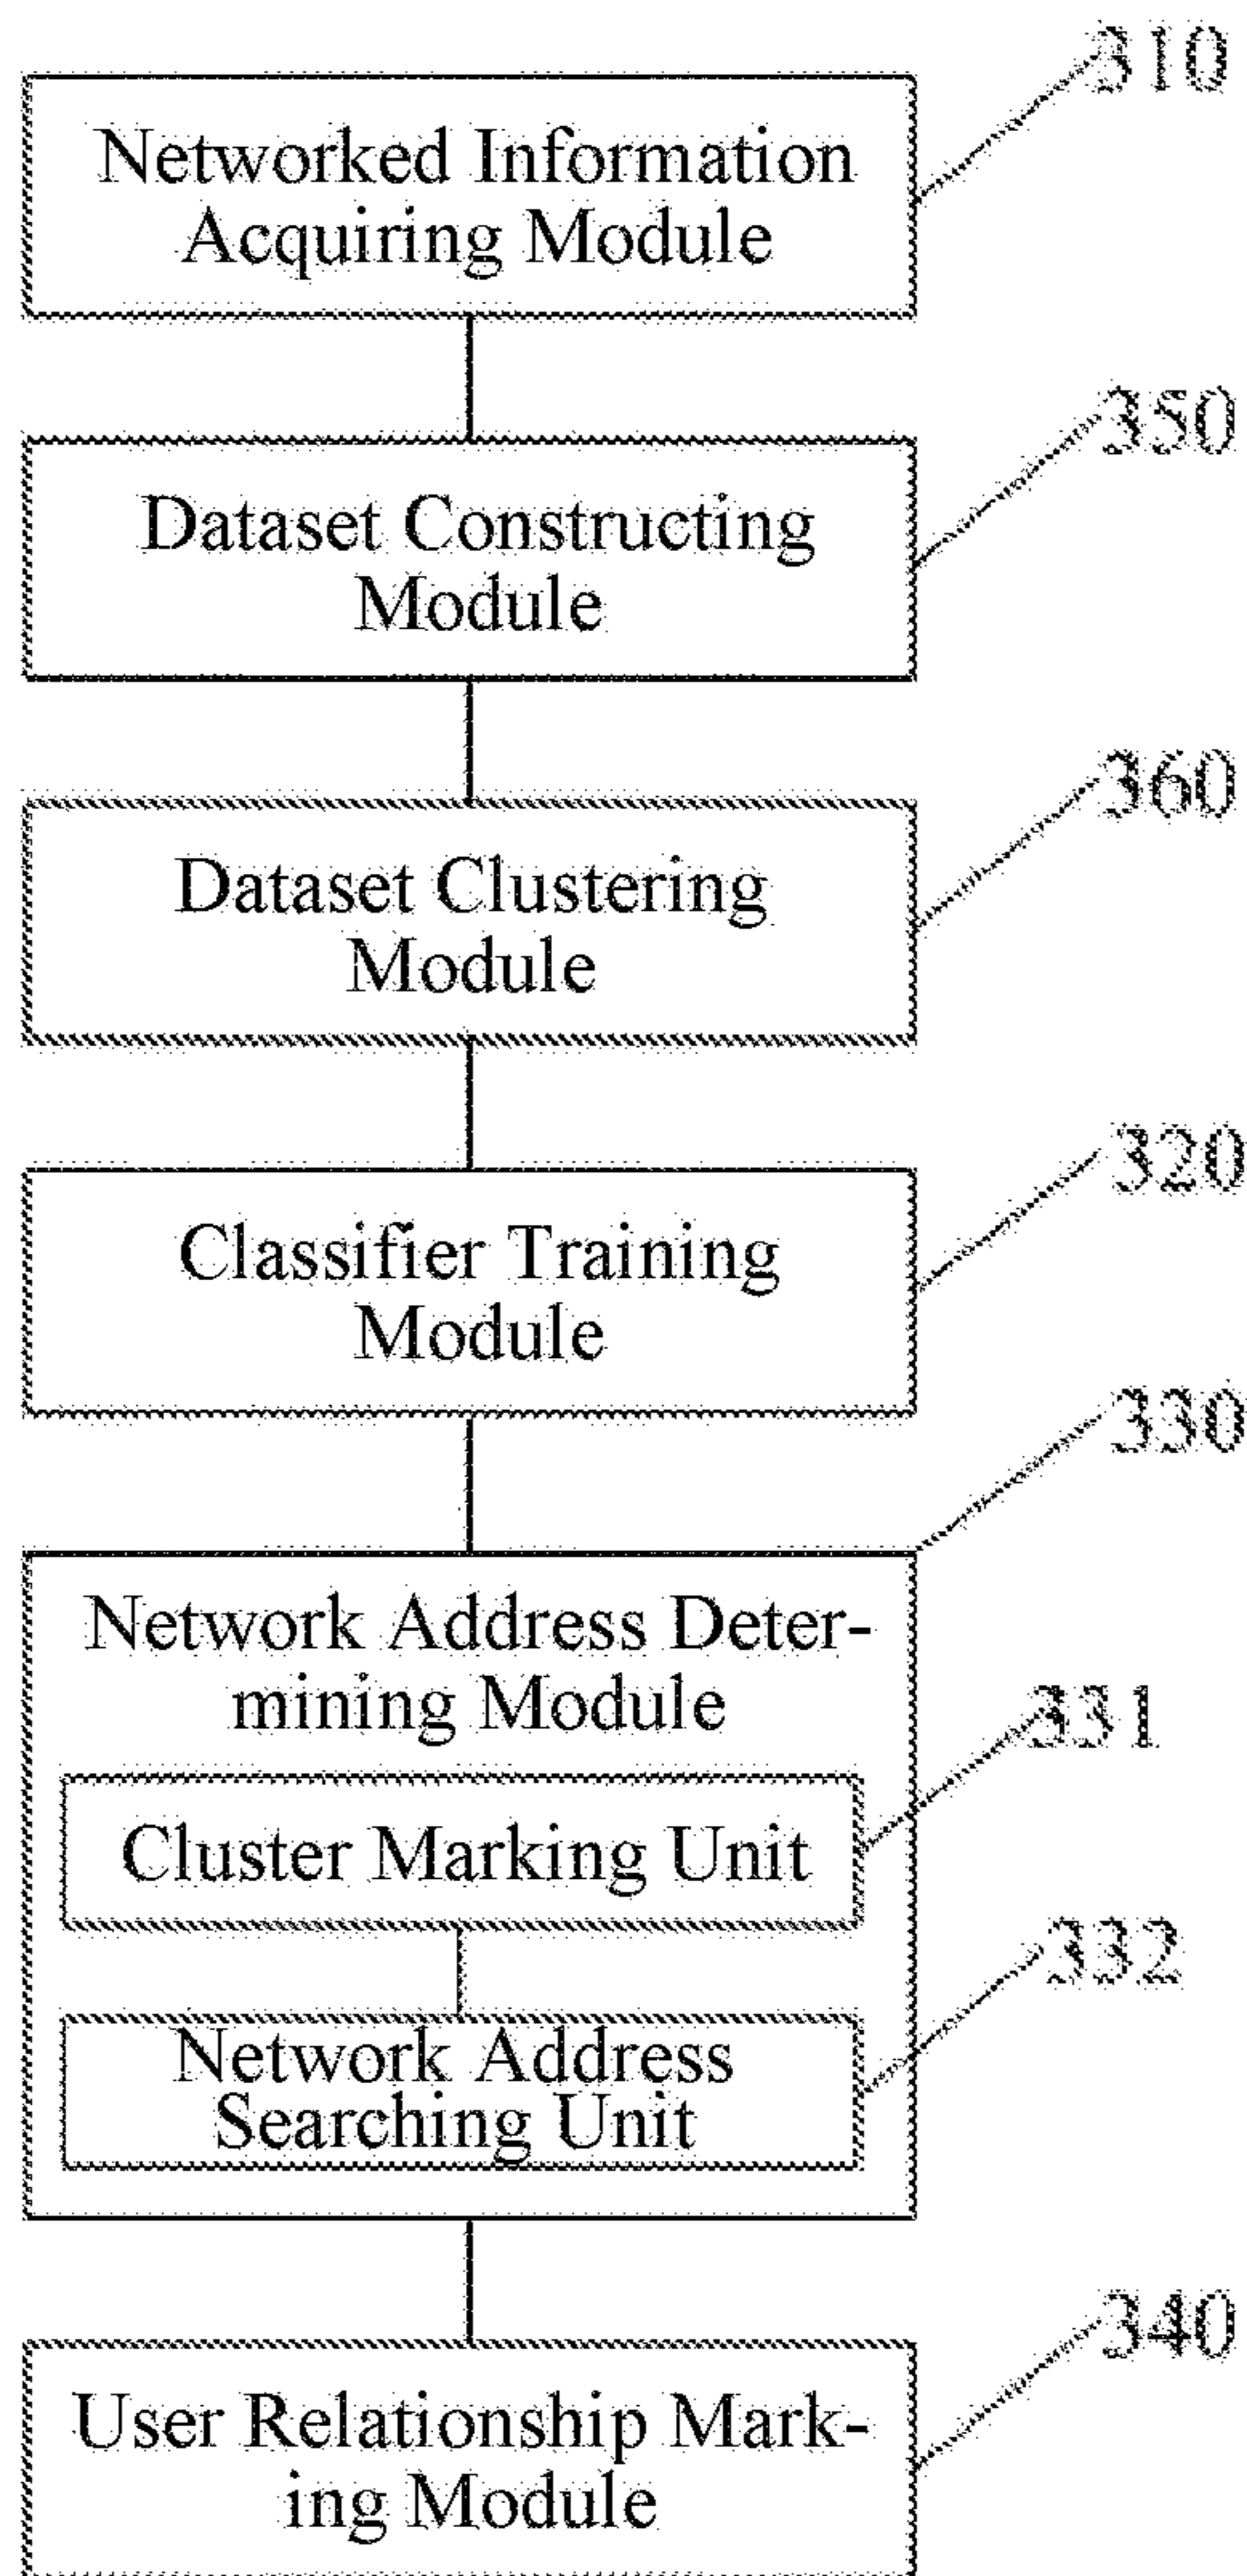 310
Networked Information
Acquiring Module
350
Dataset Constructing
Module
360
Dataset Clustering
Module
320
Classifier Training
Module
330
Network Address Deter-
mining Module
331
Cluster Marking Unit
332
Network Address
Searching Unit
340
User Relationship Mark-
ing Module